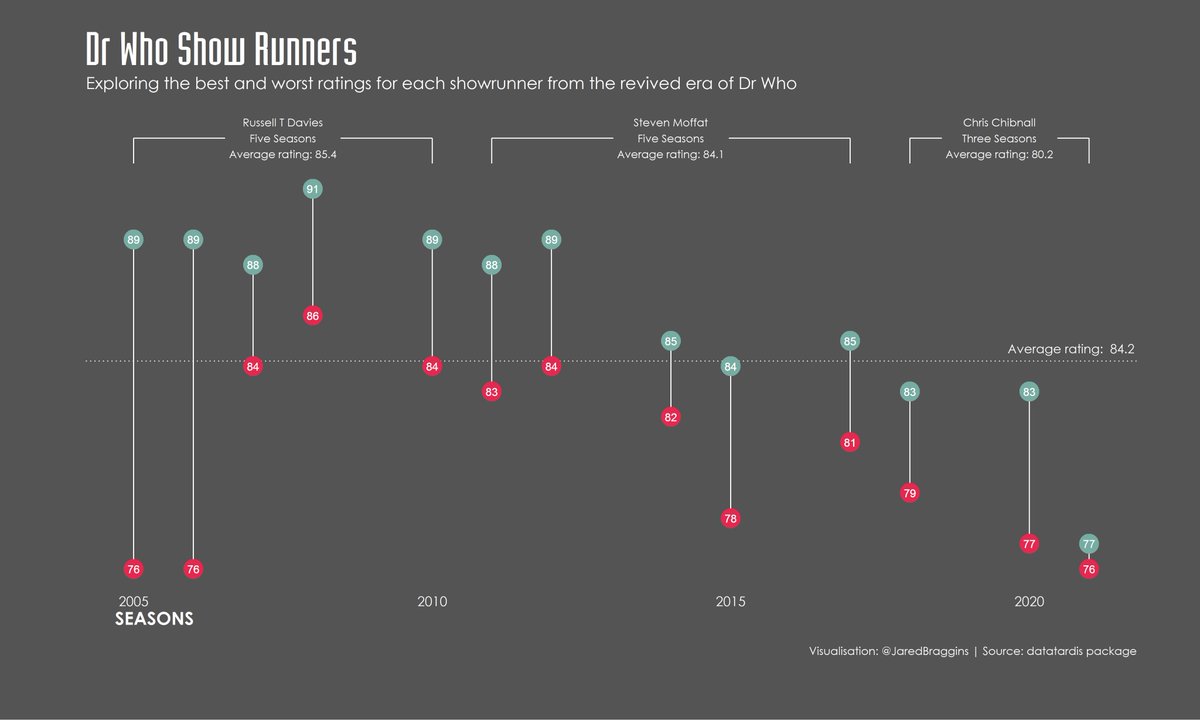 Dr Who Show Runners
Exploring the best and worst ratings for each showrunner from the revived era of Dr Who
Russell T Davies
Five Seasons
Average rating: 85.4
Steven Moffat
Five Seasons
Average rating: 84.1
Chris Chibnall
Three Seasons
Average rating: 80.2
91
89 89 89 89
88 88
86
Average rating: 84.2
85 85
84 84 84 84
83 83 83
82
81
79
78
77 77
76 76 76
2005 2010 2015 2020
SEASONS
Visualisation: @JaredBraggins | Source: datatardis package